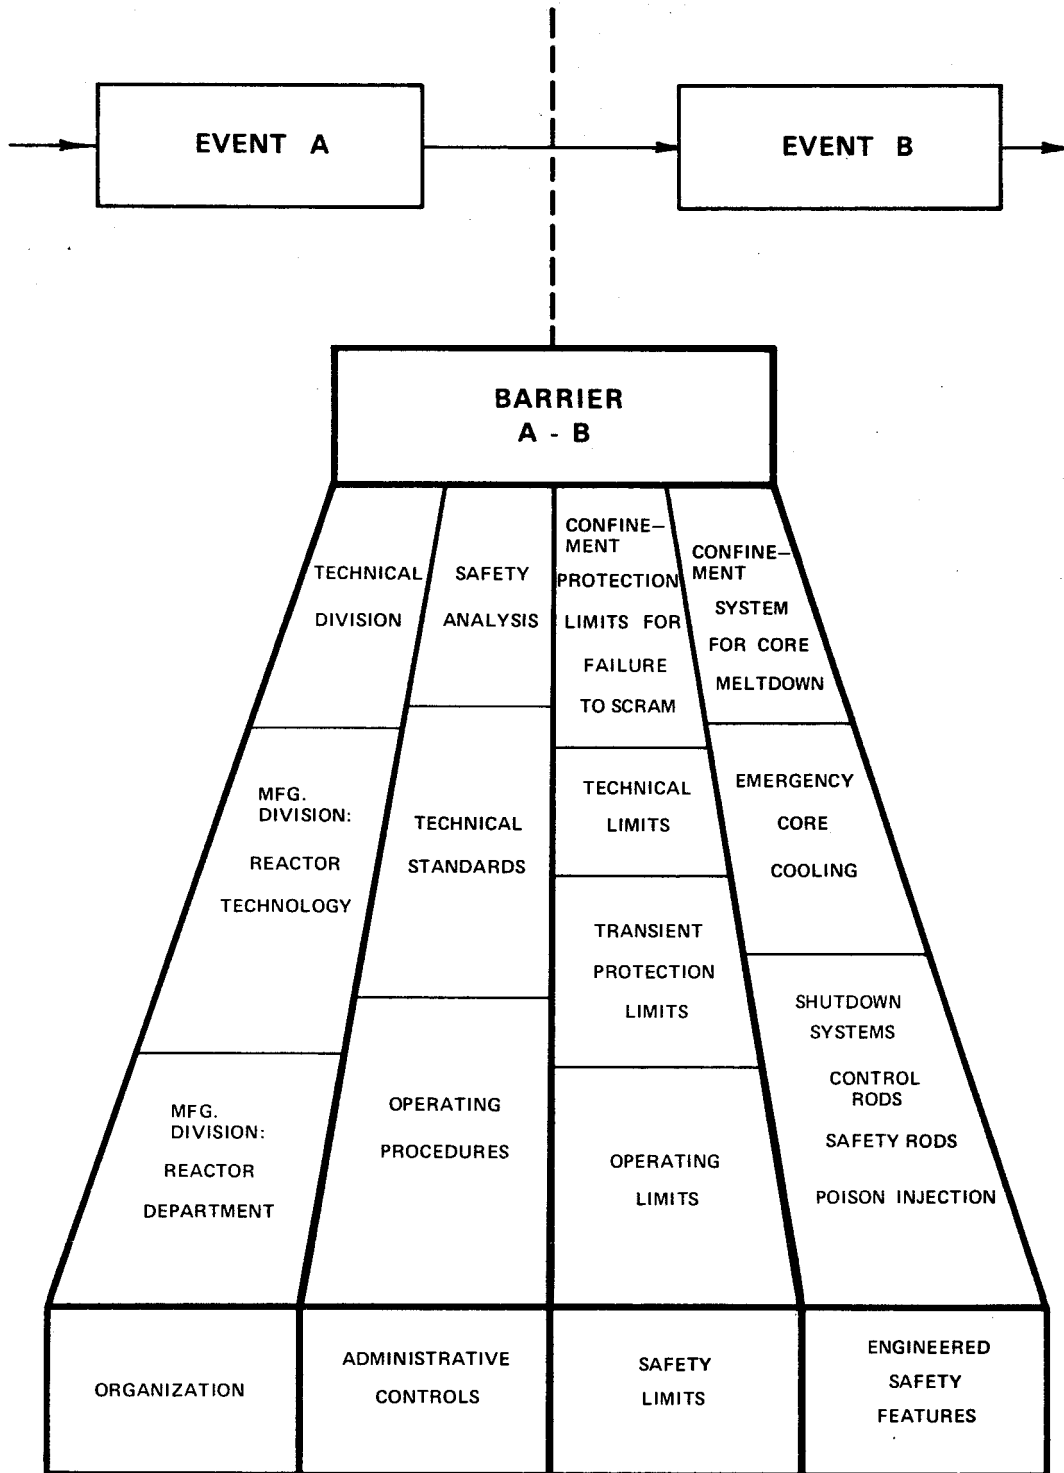 EVENT A
EVENT B
BARRIER
A - B
TECHNICAL
DIVISION
MFG.
DIVISION:
REACTOR
TECHNOLOGY
MFG.
DIVISION:
REACTOR
DEPARTMENT
ORGANIZATION
SAFETY
ANALYSIS
TECHNICAL
STANDARDS
OPERATING
PROCEDURES
ADMINISTRATIVE
CONTROLS
CONFINE—
MENT
PROTECTION
LIMITS FOR
FAILURE
TO SCRAM
TECHNICAL
LIMITS
TRANSIENT
PROTECTION
LIMITS
OPERATING
LIMITS
SAFETY
LIMITS
CONFINE—
MENT
SYSTEM
FOR CORE
MELTDOWN
EMERGENCY
CORE
COOLING
SHUTDOWN
SYSTEMS
CONTROL
RODS
SAFETY RODS
POISON INJECTION
ENGINEERED
SAFETY
FEATURES